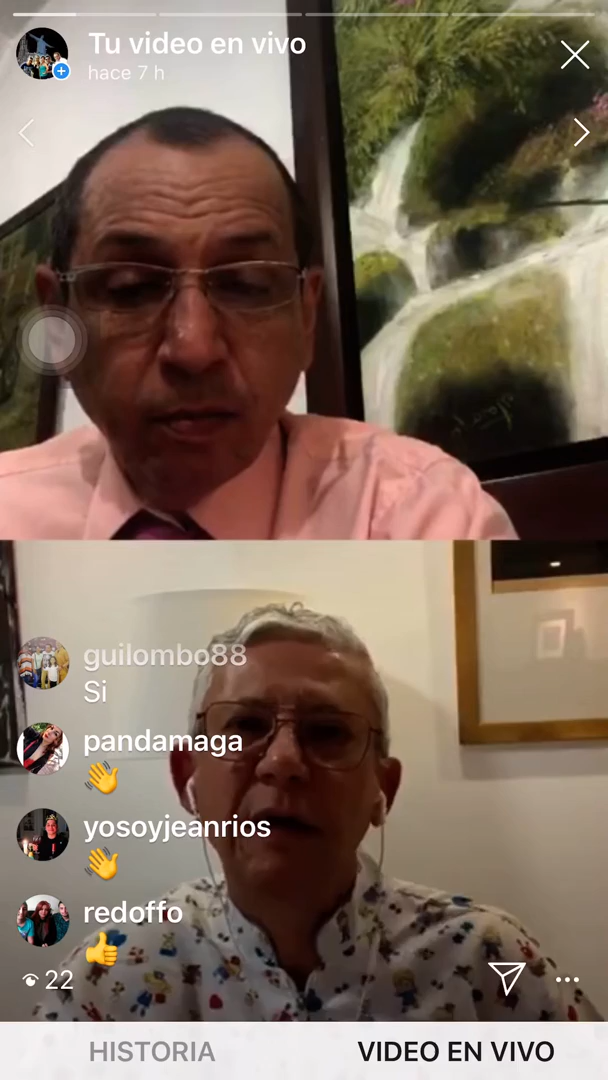 Tu video en vivo
hace 7 h
guilombo88
Si
pandamaga
👋
yosoyjeanrios
👋
redoffo
👍
22
HISTORIA
VIDEO EN VIVO